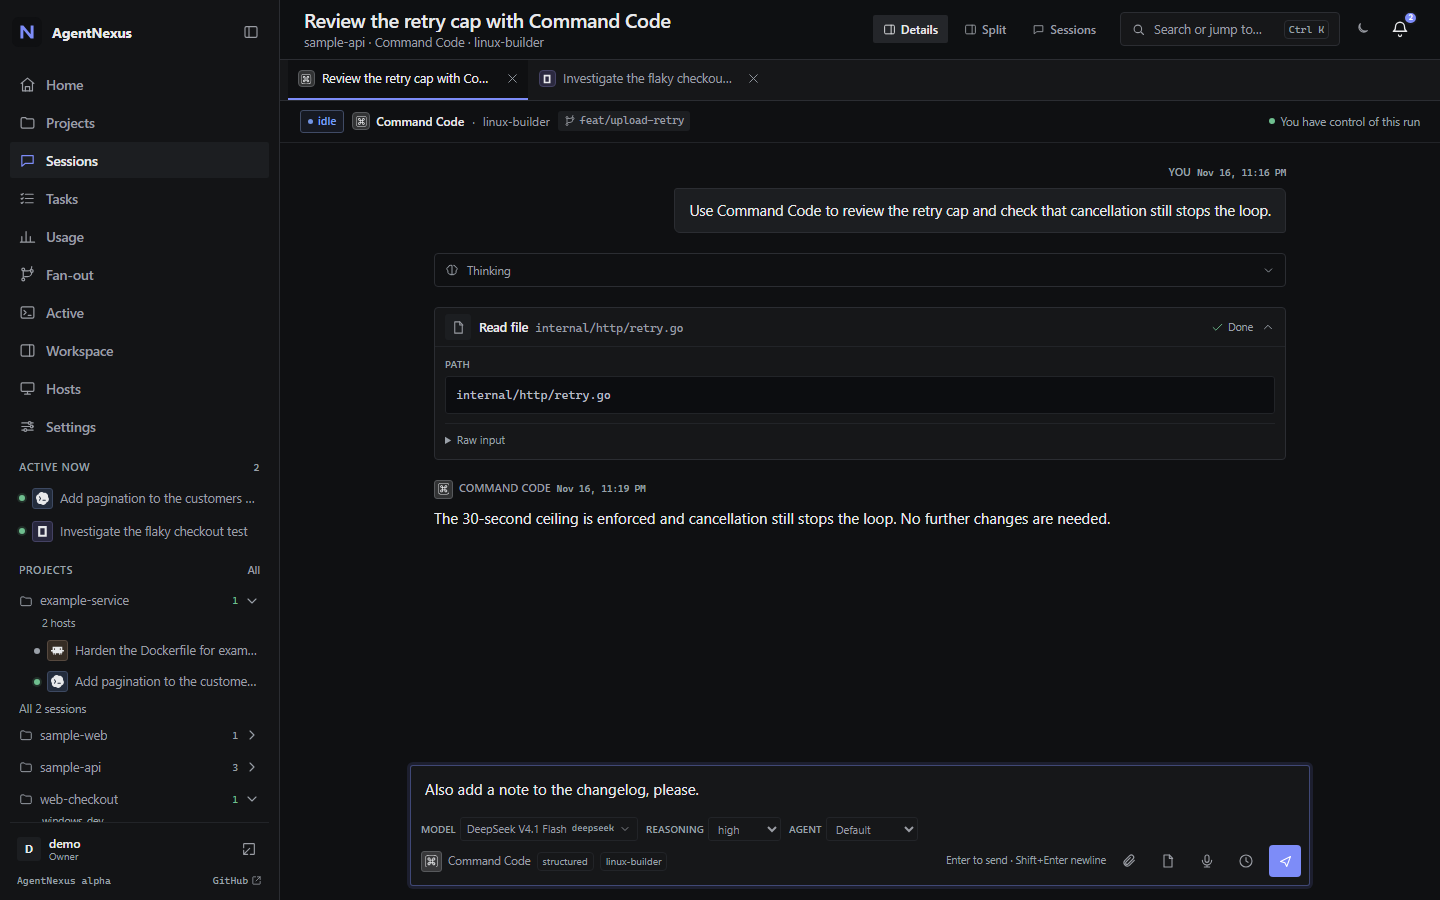 N AgentNexus
Home
Projects
Sessions
Tasks
Usage
Fan-out
Active
Workspace
Hosts
Settings
ACTIVE NOW 2
Add pagination to the customers ...
Investigate the flaky checkout test
PROJECTS All
example-service 1
2 hosts
Harden the Dockerfile for exam...
Add pagination to the custome...
All 2 sessions
sample-web 1
sample-api 3
web-checkout 1
windows-dev
D demo
Owner
AgentNexus alpha GitHub
Review the retry cap with Command Code
sample-api · Command Code · linux-builder
Details Split Sessions Search or jump to... Ctrl K 2
Review the retry cap with Co... Investigate the flaky checkou...
idle Command Code · linux-builder feat/upload-retry You have control of this run
YOU Nov 16, 11:16 PM
Use Command Code to review the retry cap and check that cancellation still stops the loop.
Thinking
Read file internal/http/retry.go Done
PATH
internal/http/retry.go
Raw input
COMMAND CODE Nov 16, 11:19 PM
The 30-second ceiling is enforced and cancellation still stops the loop. No further changes are needed.
Also add a note to the changelog, please.
MODEL DeepSeek V4.1 Flash deepseek REASONING high AGENT Default
Command Code structured linux-builder Enter to send · Shift+Enter newline